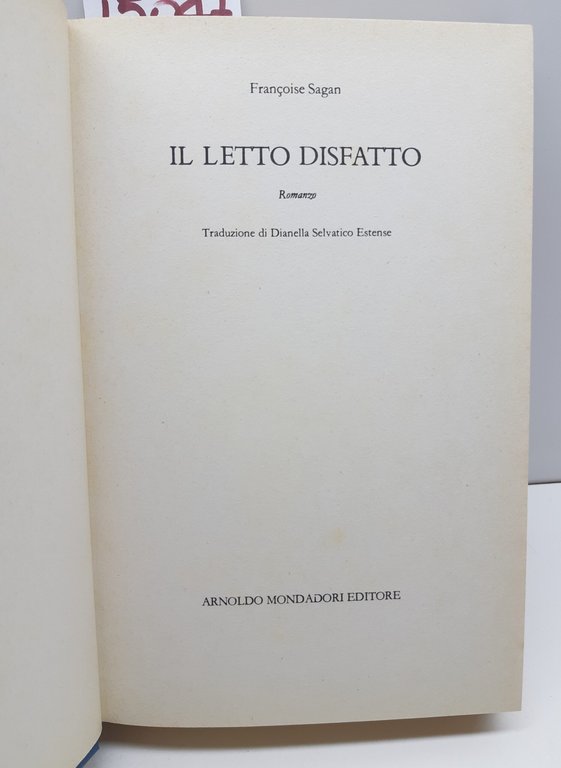 Françoise Sagan
IL LETTO DISFATTO
Romanzo
Traduzione di Dianella Selvatico Estense
ARNOLDO MONDADORI EDITORE